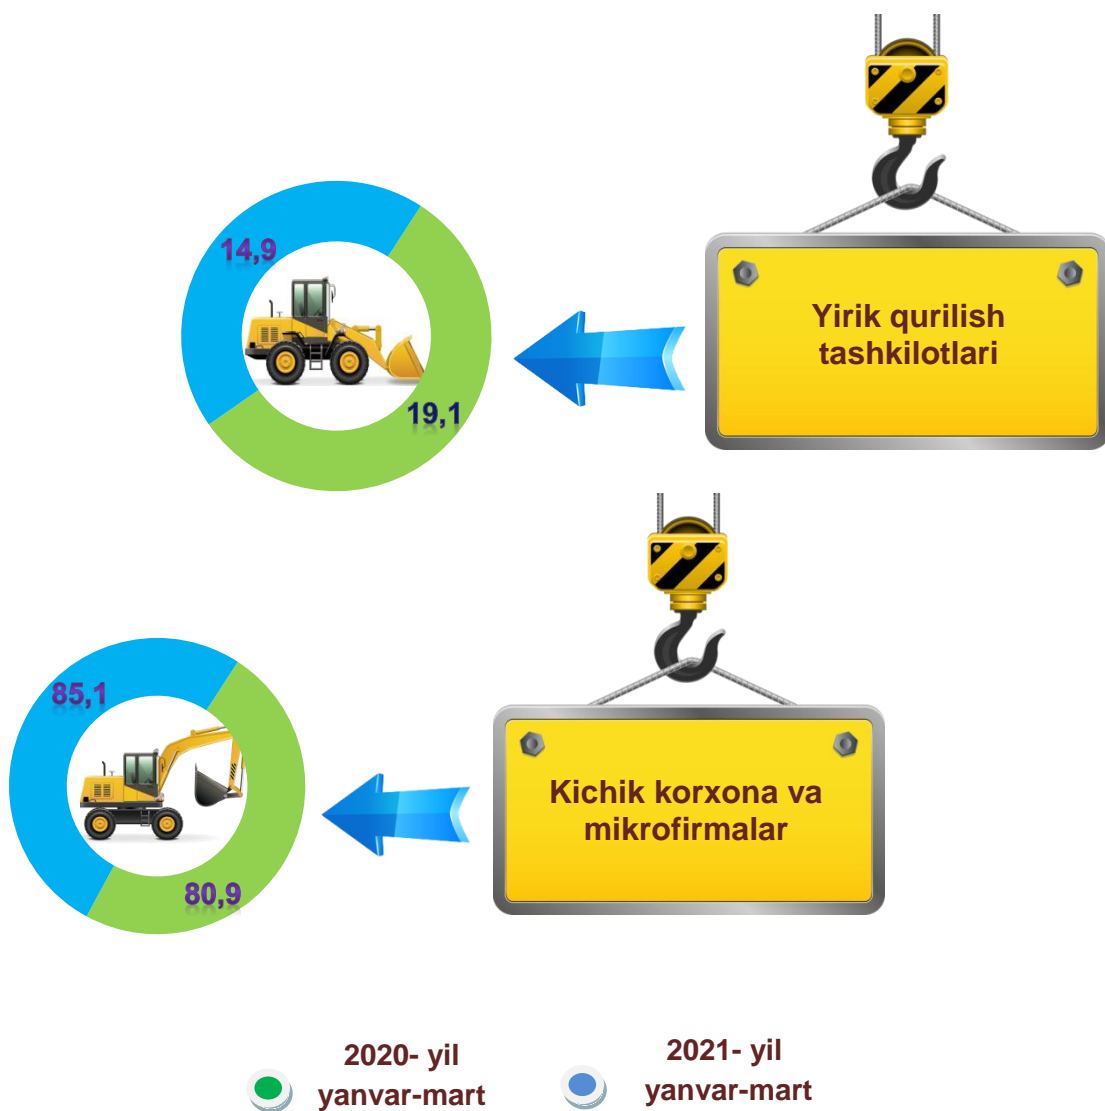 14,9
Yirik qurilish
tashkilotlari
19,1
85,1
Kichik korxona va
mikrofirmalar
80,9
2020- yil
yanvar-mart
2021- yil
yanvar-mart